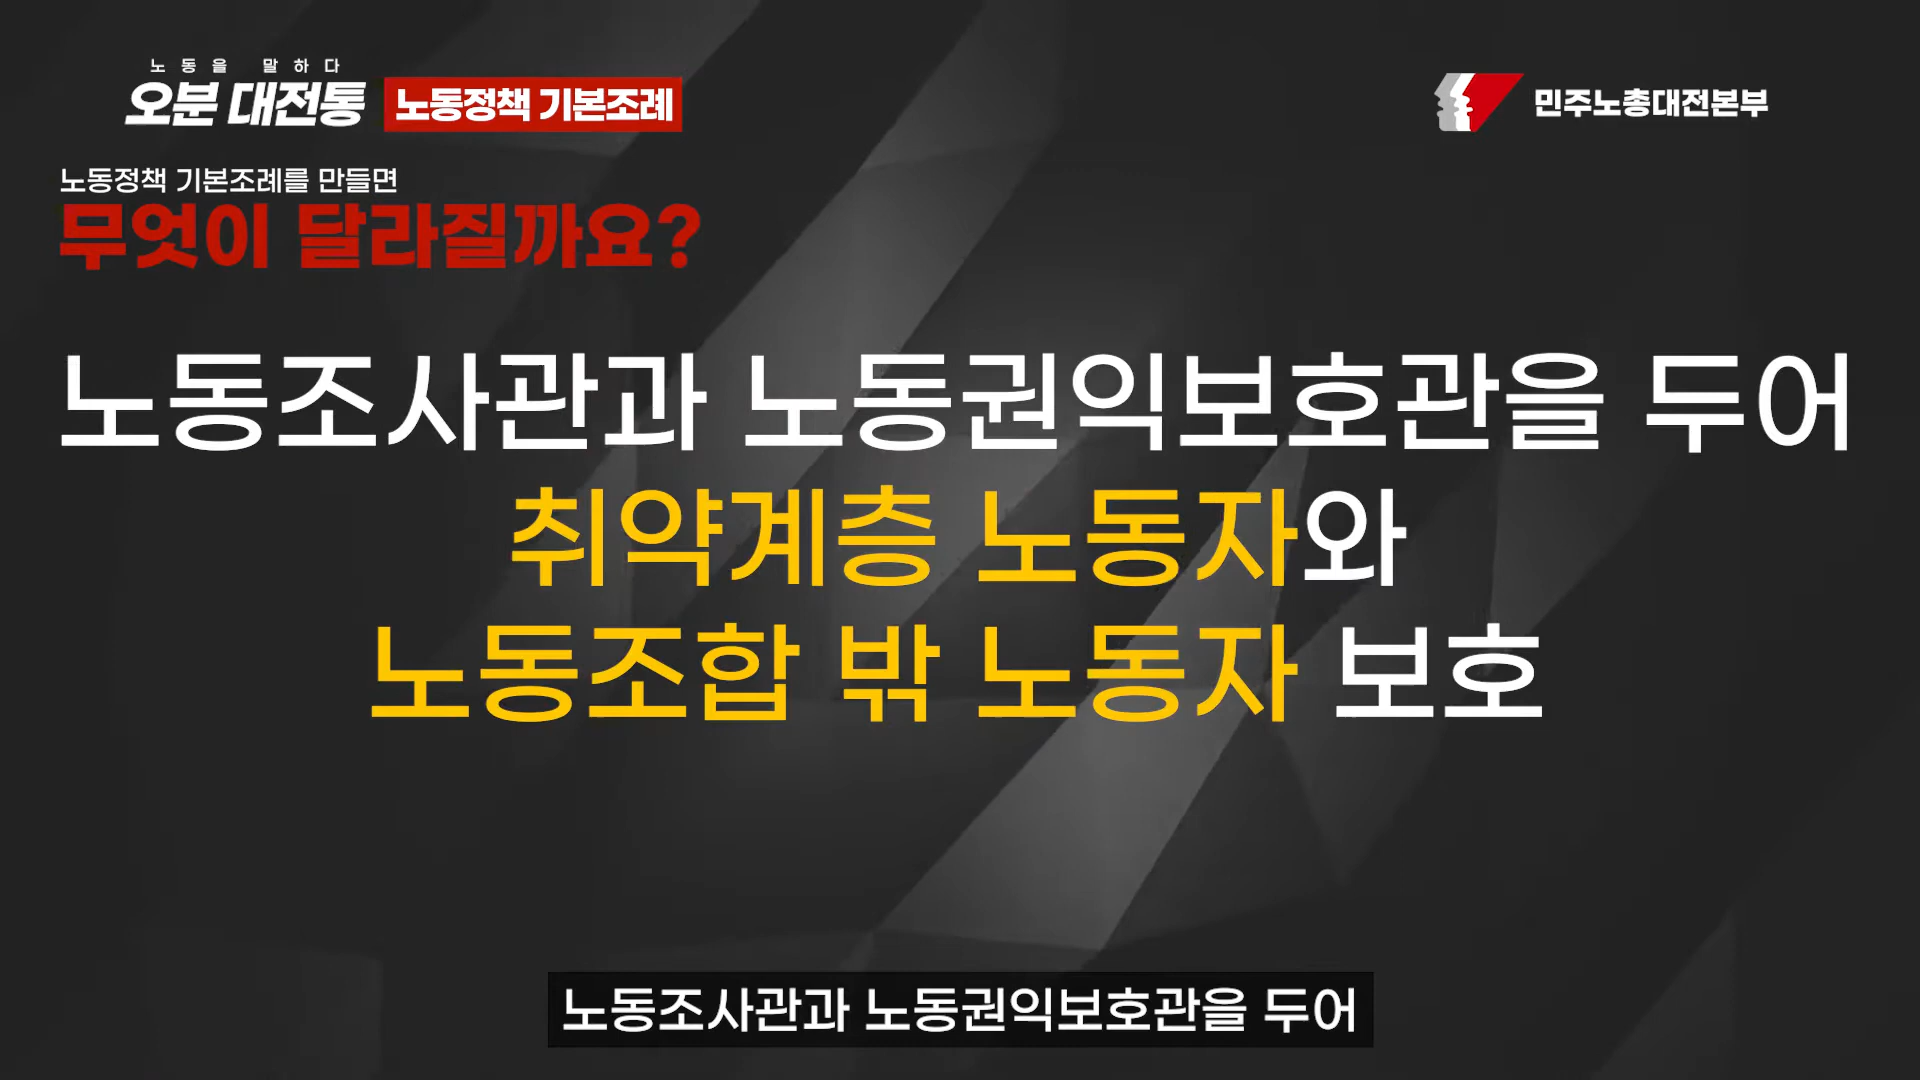 노동을 말하다
오분 대전통
노동정책 기본조례
민주노총대전본부
노동정책 기본조례를 만들면
무엇이 달라질까요?
노동조사관과 노동권익보호관을 두어
취약계층 노동자와
노동조합 밖 노동자 보호
노동조사관과 노동권익보호관을 두어